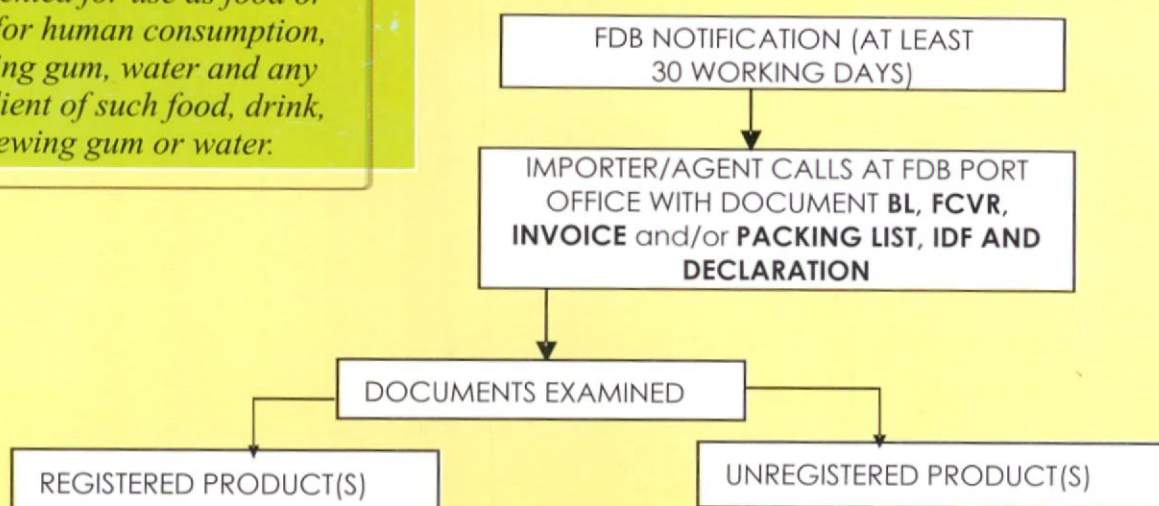 for human consumption,
ing gum, water and any
lient of such food, drink,
ewing gum or water.
FDB NOTIFICATION (AT LEAST
30 WORKING DAYS)
IMPORTER/AGENT CALLS AT FDB PORT
OFFICE WITH DOCUMENT BL, FCVR,
INVOICE and/or PACKING LIST, IDF AND
DECLARATION
DOCUMENTS EXAMINED
REGISTERED PRODUCT(S)
UNREGISTERED PRODUCT(S)